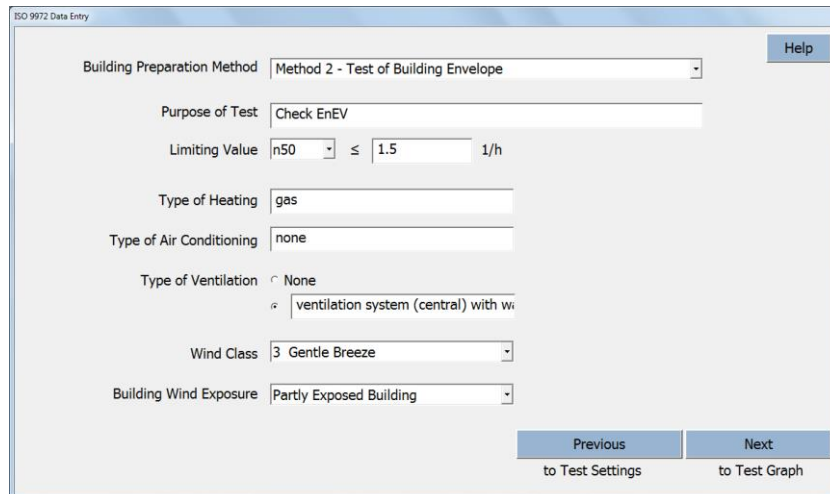 ISO 9972 Data Entry
Help
Building Preparation Method Method 2 - Test of Building Envelope
Purpose of Test Check EnEV
Limiting Value n50 ≤ 1.5 1/h
Type of Heating gas
Type of Air Conditioning none
Type of Ventilation None
ventilation system (central) with
Wind Class 3 Gentle Breeze
Building Wind Exposure Partly Exposed Building
Previous Next
to Test Settings to Test Graph